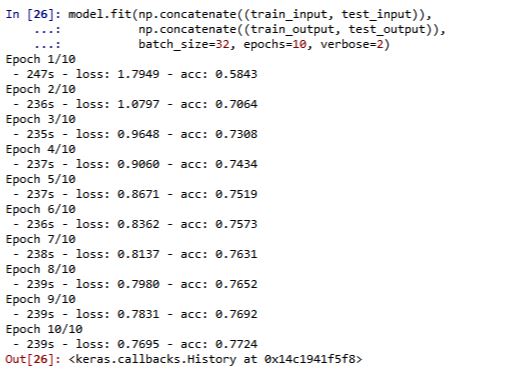 In [26]: model.fit(np.concatenate((train_input, test_input)),
    ...:           np.concatenate((train_output, test_output)),
    ...:           batch_size=32, epochs=10, verbose=2)
Epoch 1/10
 - 247s - loss: 1.7949 - acc: 0.5843
Epoch 2/10
 - 236s - loss: 1.0797 - acc: 0.7064
Epoch 3/10
 - 235s - loss: 0.9648 - acc: 0.7308
Epoch 4/10
 - 237s - loss: 0.9060 - acc: 0.7434
Epoch 5/10
 - 237s - loss: 0.8671 - acc: 0.7519
Epoch 6/10
 - 236s - loss: 0.8362 - acc: 0.7573
Epoch 7/10
 - 238s - loss: 0.8137 - acc: 0.7631
Epoch 8/10
 - 239s - loss: 0.7980 - acc: 0.7652
Epoch 9/10
 - 239s - loss: 0.7831 - acc: 0.7692
Epoch 10/10
 - 239s - loss: 0.7695 - acc: 0.7724
Out[26]: <keras.callbacks.History at 0x14c1941f5f8>